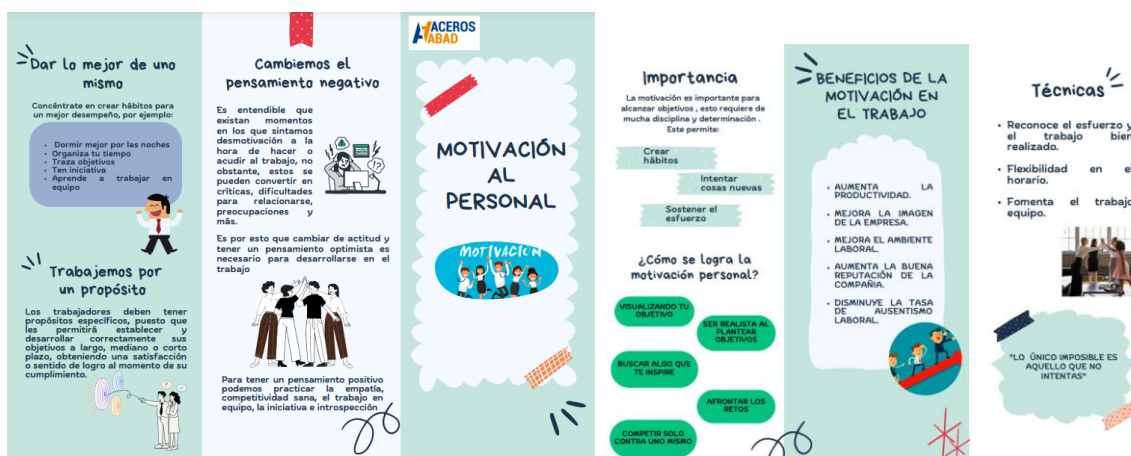 Dar lo mejor de uno
mismo
Concéntrate en crear hábitos para
un mejor desempeño, por ejemplo:
• Dormir mejor por las noches
• Organiza tu tiempo
• Traza objetivos
• Ten iniciativa
• Aprende a trabajar en
equipo
Trabajemos por
un propósito
Los trabajadores deben tener
propósitos específicos, puesto que
les permitirá establecer y
desarrollar correctamente sus
objetivos a largo, mediano o corto
plazo, obteniendo una satisfacción
o sentido de logro al momento de su
cumplimiento.
Cambiemos el
pensamiento negativo
Es entendible que
existan momentos
en los que sintamos
desmotivación a la
hora de hacer o
acudir al trabajo, no
obstante, estos se
pueden convertir en
críticas, dificultades
para relacionarse,
preocupaciones y
más.
Es por esto que cambiar de actitud y
tener un pensamiento optimista es
necesario para desarrollarse en el
trabajo
Para tener un pensamiento positivo
podemos practicar la empatía,
competitividad sana, el trabajo en
equipo, la iniciativa e introspección
ACEROS
ABAD
MOTIVACIÓN
AL
PERSONAL
MOTIVACIÓN
Importancia
La motivación es importante para
alcanzar objetivos , esto requiere de
mucha disciplina y determinación .
Este permite:
Crear
hábitos
Intentar
cosas nuevas
Sostener el
esfuerzo
¿Cómo se logra la
motivación personal?
VISUALIZANDO TU
OBJETIVO
SER REALISTA AL
PLANTEAR
OBJETIVOS
BUSCAR ALGO QUE
TE INSPIRE
AFRONTAR LOS
RETOS
COMPETIR SOLO
CONTRA UNO MISMO
BENEFICIOS DE LA
MOTIVACIÓN EN
EL TRABAJO
• AUMENTA LA
PRODUCTIVIDAD.
• MEJORA LA IMAGEN
DE LA EMPRESA.
• MEJORA EL AMBIENTE
LABORAL.
• AUMENTA LA BUENA
REPUTACIÓN DE LA
COMPAÑIA.
• DISMINUYE LA TASA
DE AUSENTISMO
LABORAL.
Técnicas
• Reconoce el esfuerzo y
el trabajo bien
realizado.
• Flexibilidad en el
horario.
• Fomenta el trabajo
equipo.
"LO ÚNICO IMPOSIBLE ES
AQUELLO QUE NO
INTENTAS"